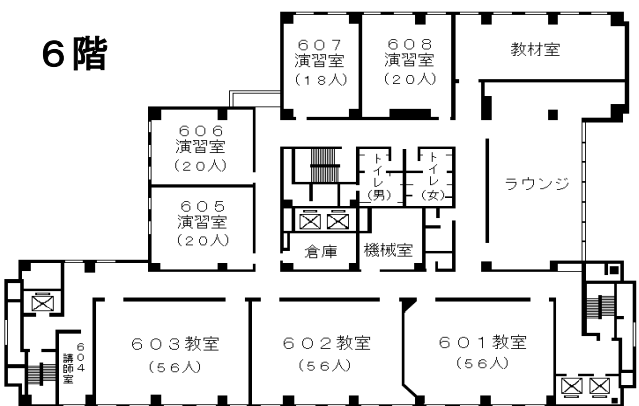 ６階
６０７
演習室
（１８人）
６０８
演習室
（２０人）
教材室
６０６
演習室
（２０人）
トイレ
（男）
トイレ
（女）
ラウンジ
６０５
演習室
（２０人）
倉庫
機械室
６０４
講師室
６０３教室
（５６人）
６０２教室
（５６人）
６０１教室
（５６人）